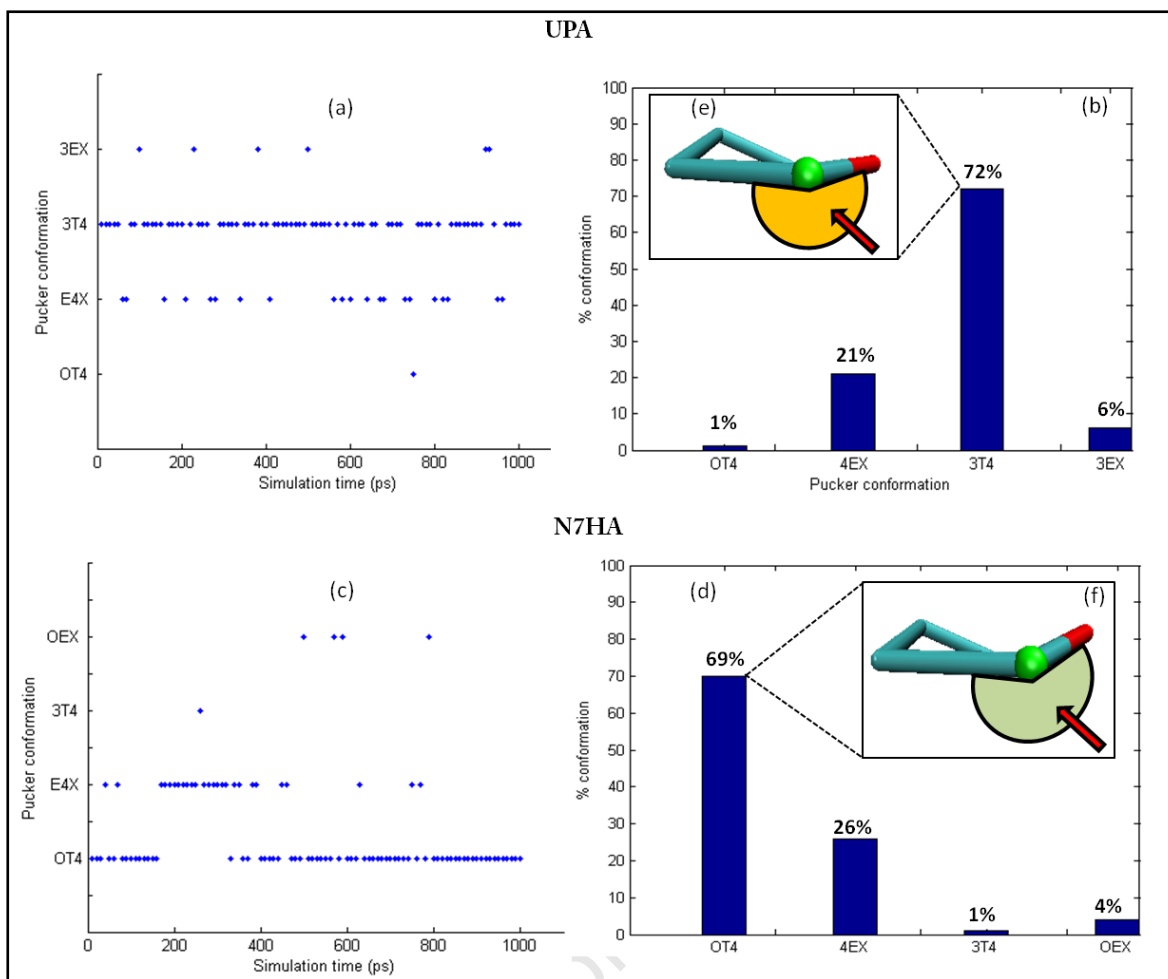 UPA
(a)
3EX
3T4
E4X
OT4
Pucker conformation
0 200 400 600 800 1000
Simulation time (ps)
(e)
(b)
100
90
80
70
60
50
40
30
20
10
0
% conformation
1%
21%
72%
6%
OT4 4EX 3T4 3EX
Pucker conformation
N7HA
(c)
OEX
3T4
E4X
OT4
Pucker conformation
0 200 400 600 800 1000
Simulation time (ps)
(d)
(f)
100
90
80
70
60
50
40
30
20
10
0
% conformation
69%
26%
1%
4%
OT4 4EX 3T4 OEX